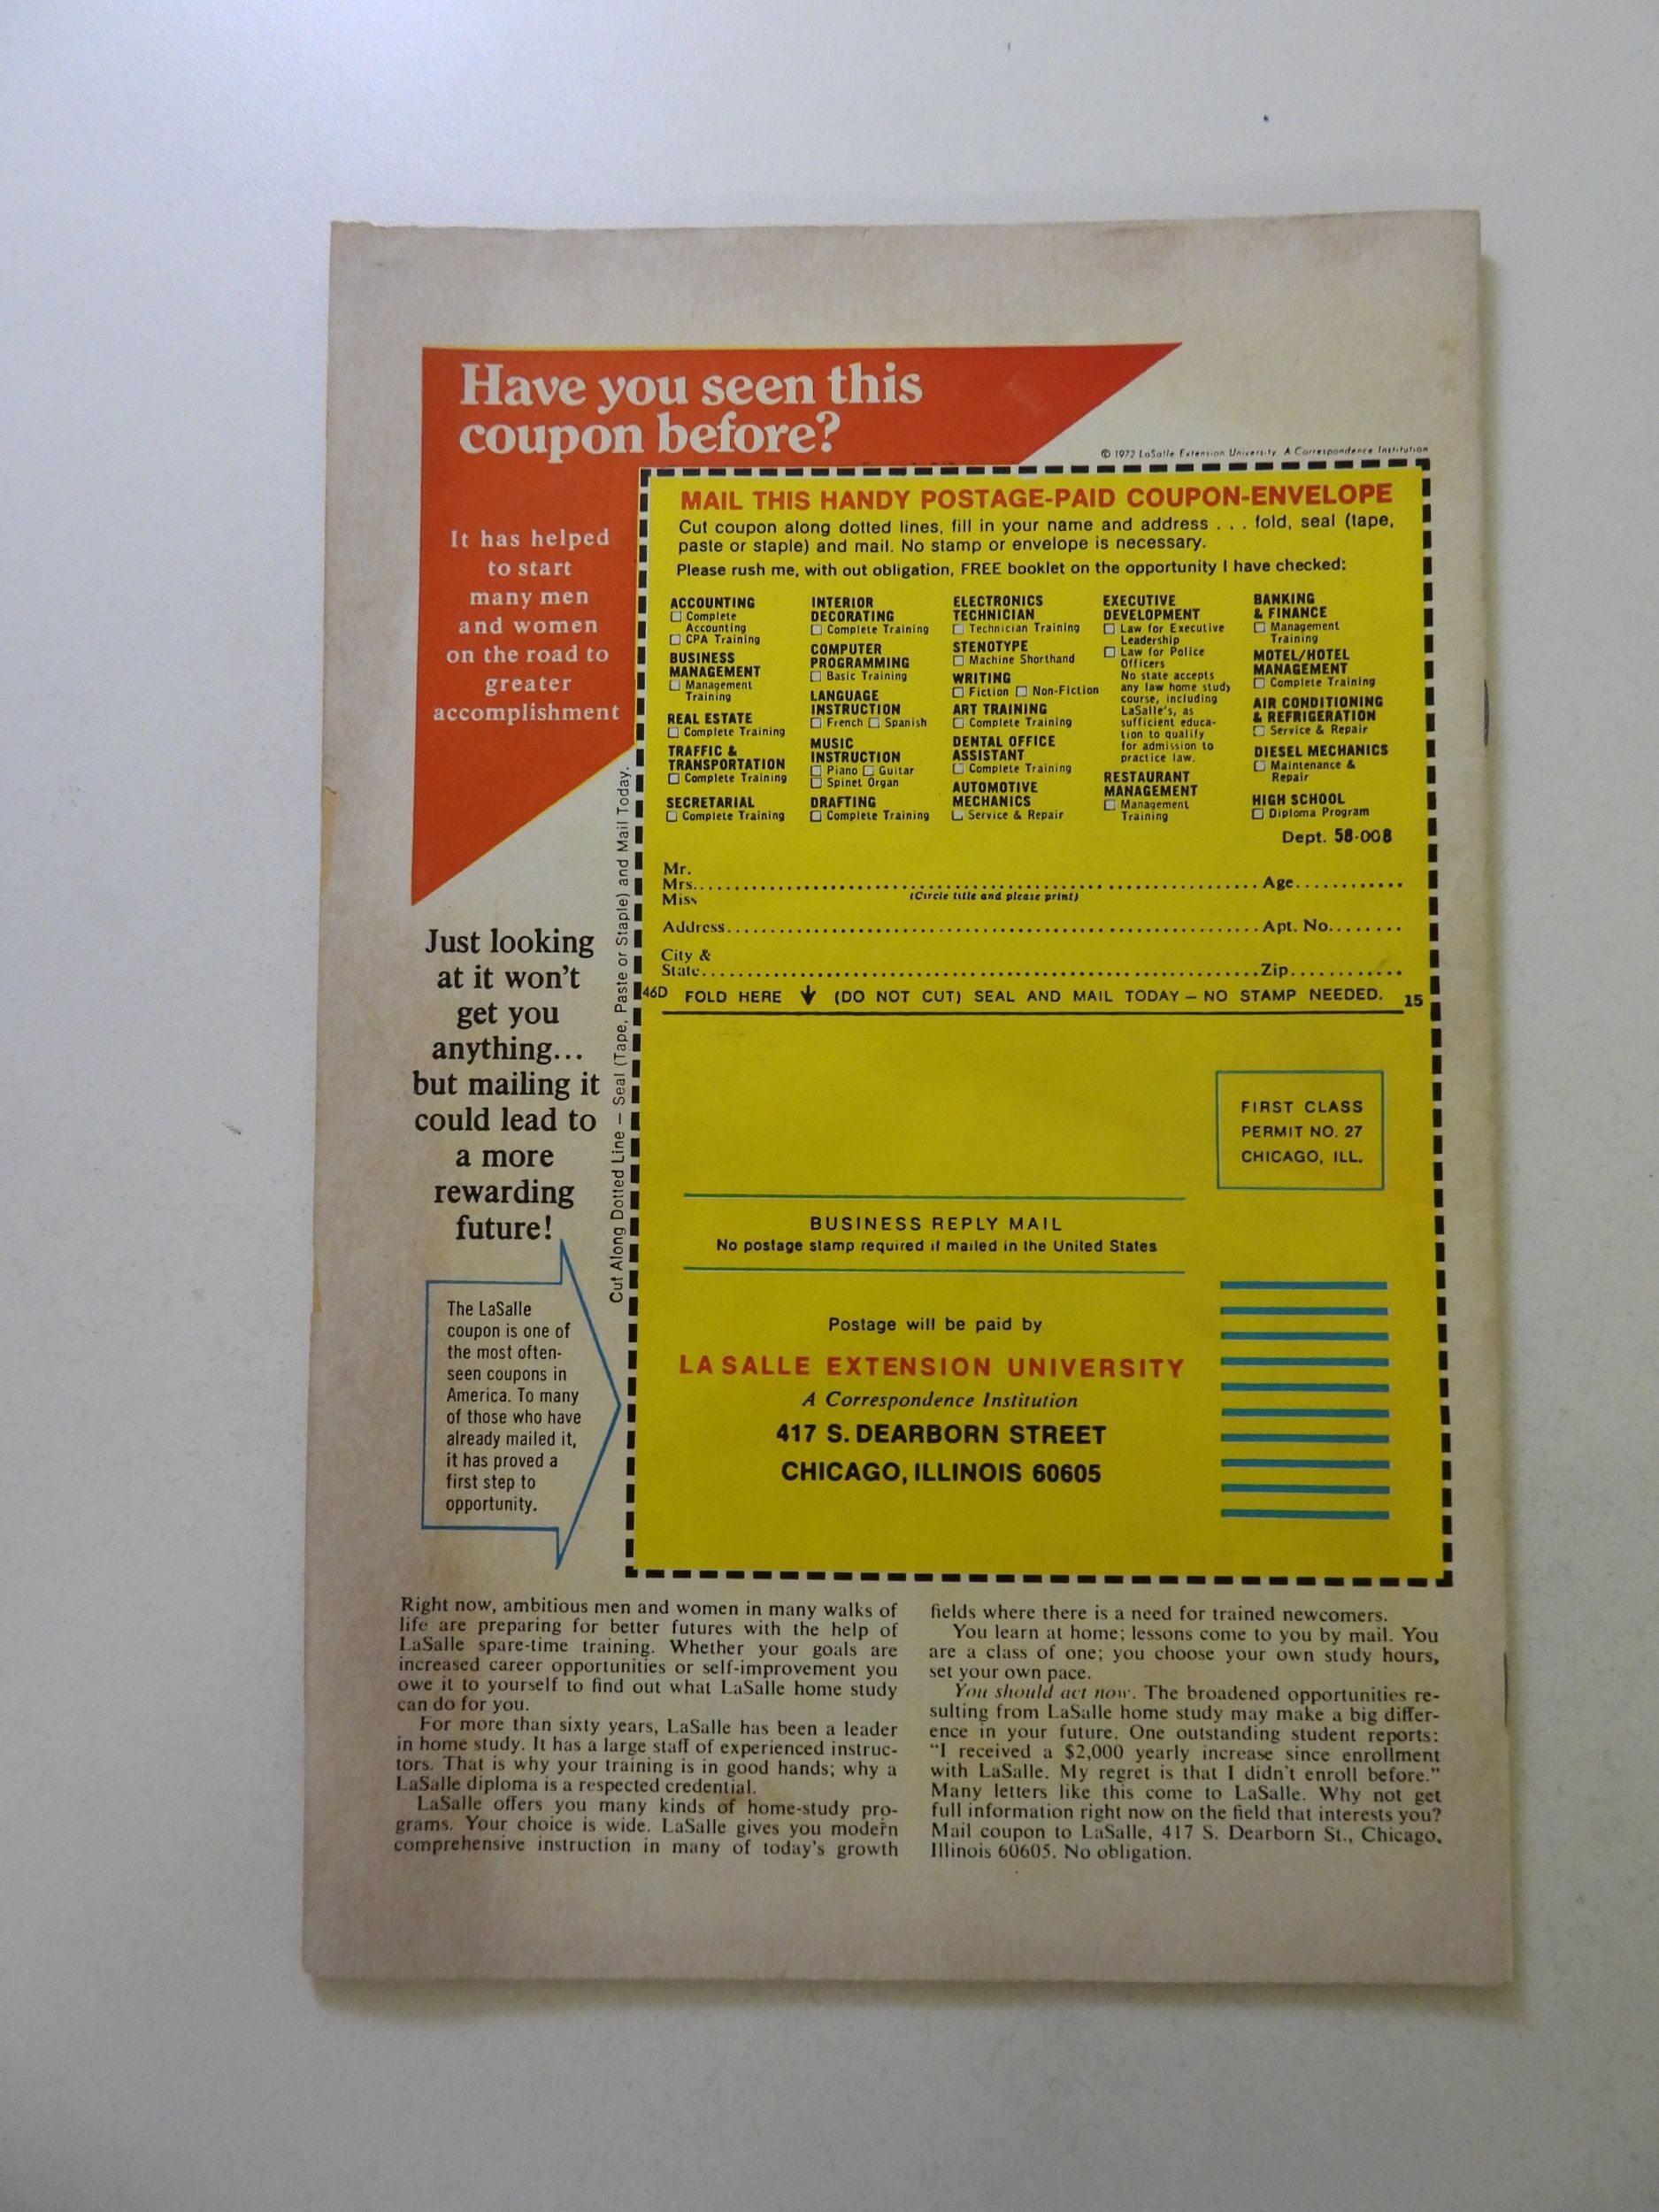 Have you seen this
coupon before?
It has helped
to start
many men
and women
on the road to
greater
accomplishment
Just looking
at it won't
get you
anything...
but mailing it
could lead to
a more
rewarding
future!
The LaSalle
coupon is one of
the most often-
seen coupons in
America. To many
of those who have
already mailed it,
it has proved a
first step to
opportunity.
Cut Along Dotted Line — Seal (Tape, Paste or Staple) and Mail Today.
© 1972 LaSalle Extension University A Correspondence Institution
MAIL THIS HANDY POSTAGE-PAID COUPON-ENVELOPE
Cut coupon along dotted lines, fill in your name and address . . . fold, seal (tape,
paste or staple) and mail. No stamp or envelope is necessary.
Please rush me, with out obligation, FREE booklet on the opportunity I have checked:
ACCOUNTING
☐ Complete
Accounting
☐ CPA Training
BUSINESS
MANAGEMENT
☐ Management
Training
REAL ESTATE
☐ Complete Training
TRAFFIC &
TRANSPORTATION
☐ Complete Training
SECRETARIAL
☐ Complete Training
INTERIOR
DECORATING
☐ Complete Training
COMPUTER
PROGRAMMING
☐ Basic Training
LANGUAGE
INSTRUCTION
☐ French ☐ Spanish
MUSIC
INSTRUCTION
☐ Piano ☐ Guitar
☐ Spinet Organ
DRAFTING
☐ Complete Training
ELECTRONICS
TECHNICIAN
☐ Technician Training
STENOTYPE
☐ Machine Shorthand
WRITING
☐ Fiction ☐ Non-Fiction
ART TRAINING
☐ Complete Training
DENTAL OFFICE
ASSISTANT
☐ Complete Training
AUTOMOTIVE
MECHANICS
☐ Service & Repair
EXECUTIVE
DEVELOPMENT
☐ Law for Executive
Leadership
☐ Law for Police
Officers
No state accepts
any law home study
course, including
LaSalle's, as
sufficient educa-
tion to qualify
for admission to
practice law.
RESTAURANT
MANAGEMENT
☐ Management
Training
BANKING
& FINANCE
☐ Management
Training
MOTEL/HOTEL
MANAGEMENT
☐ Complete Training
AIR CONDITIONING
& REFRIGERATION
☐ Service & Repair
DIESEL MECHANICS
☐ Maintenance &
Repair
HIGH SCHOOL
☐ Diploma Program
Dept. 58-008
Mr.
Mrs. Age
Miss (Circle title and please print)
Address Apt. No.
City &
State Zip
46D FOLD HERE ↓ (DO NOT CUT) SEAL AND MAIL TODAY — NO STAMP NEEDED. 15
FIRST CLASS
PERMIT NO. 27
CHICAGO, ILL.
BUSINESS REPLY MAIL
No postage stamp required if mailed in the United States
Postage will be paid by
LA SALLE EXTENSION UNIVERSITY
A Correspondence Institution
417 S. DEARBORN STREET
CHICAGO, ILLINOIS 60605
Right now, ambitious men and women in many walks of
life are preparing for better futures with the help of
LaSalle spare-time training. Whether your goals are
increased career opportunities or self-improvement you
owe it to yourself to find out what LaSalle home study
can do for you.
For more than sixty years, LaSalle has been a leader
in home study. It has a large staff of experienced instruc-
tors. That is why your training is in good hands; why a
LaSalle diploma is a respected credential.
LaSalle offers you many kinds of home-study pro-
grams. Your choice is wide. LaSalle gives you modern
comprehensive instruction in many of today's growth
fields where there is a need for trained newcomers.
You learn at home; lessons come to you by mail. You
are a class of one; you choose your own study hours,
set your own pace.
You should act now. The broadened opportunities re-
sulting from LaSalle home study may make a big differ-
ence in your future. One outstanding student reports:
"I received a $2,000 yearly increase since enrollment
with LaSalle. My regret is that I didn't enroll before."
Many letters like this come to LaSalle. Why not get
full information right now on the field that interests you?
Mail coupon to LaSalle, 417 S. Dearborn St., Chicago,
Illinois 60605. No obligation.